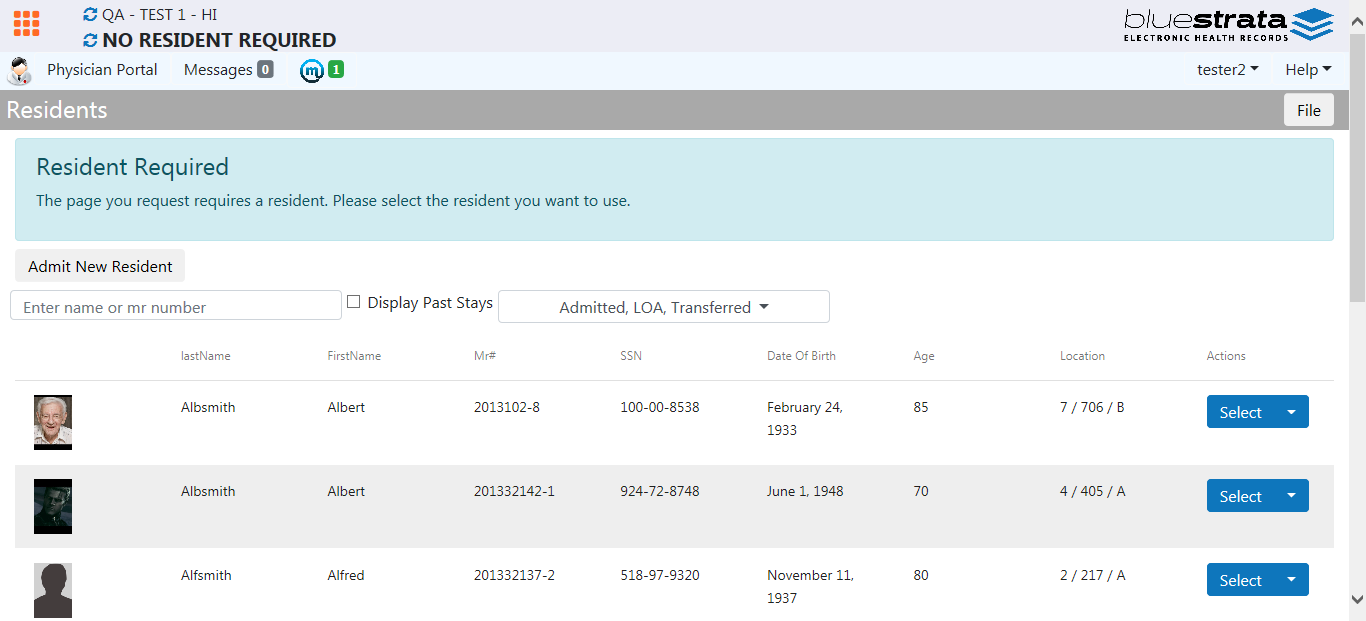 QA - TEST 1 - HI
NO RESIDENT REQUIRED
bluestrata
ELECTRONIC HEALTH RECORDS
Physician Portal Messages 0 m 1 tester2 Help
Residents File
Resident Required
The page you request requires a resident. Please select the resident you want to use.
Admit New Resident
Enter name or mr number Display Past Stays Admitted, LOA, Transferred
lastName FirstName Mr# SSN Date Of Birth Age Location Actions
Albsmith Albert 2013102-8 100-00-8538 February 24, 85 7 / 706 / B Select
1933
Albsmith Albert 201332142-1 924-72-8748 June 1, 1948 70 4 / 405 / A Select
Alfsmith Alfred 201332137-2 518-97-9320 November 11, 80 2 / 217 / A Select
1937